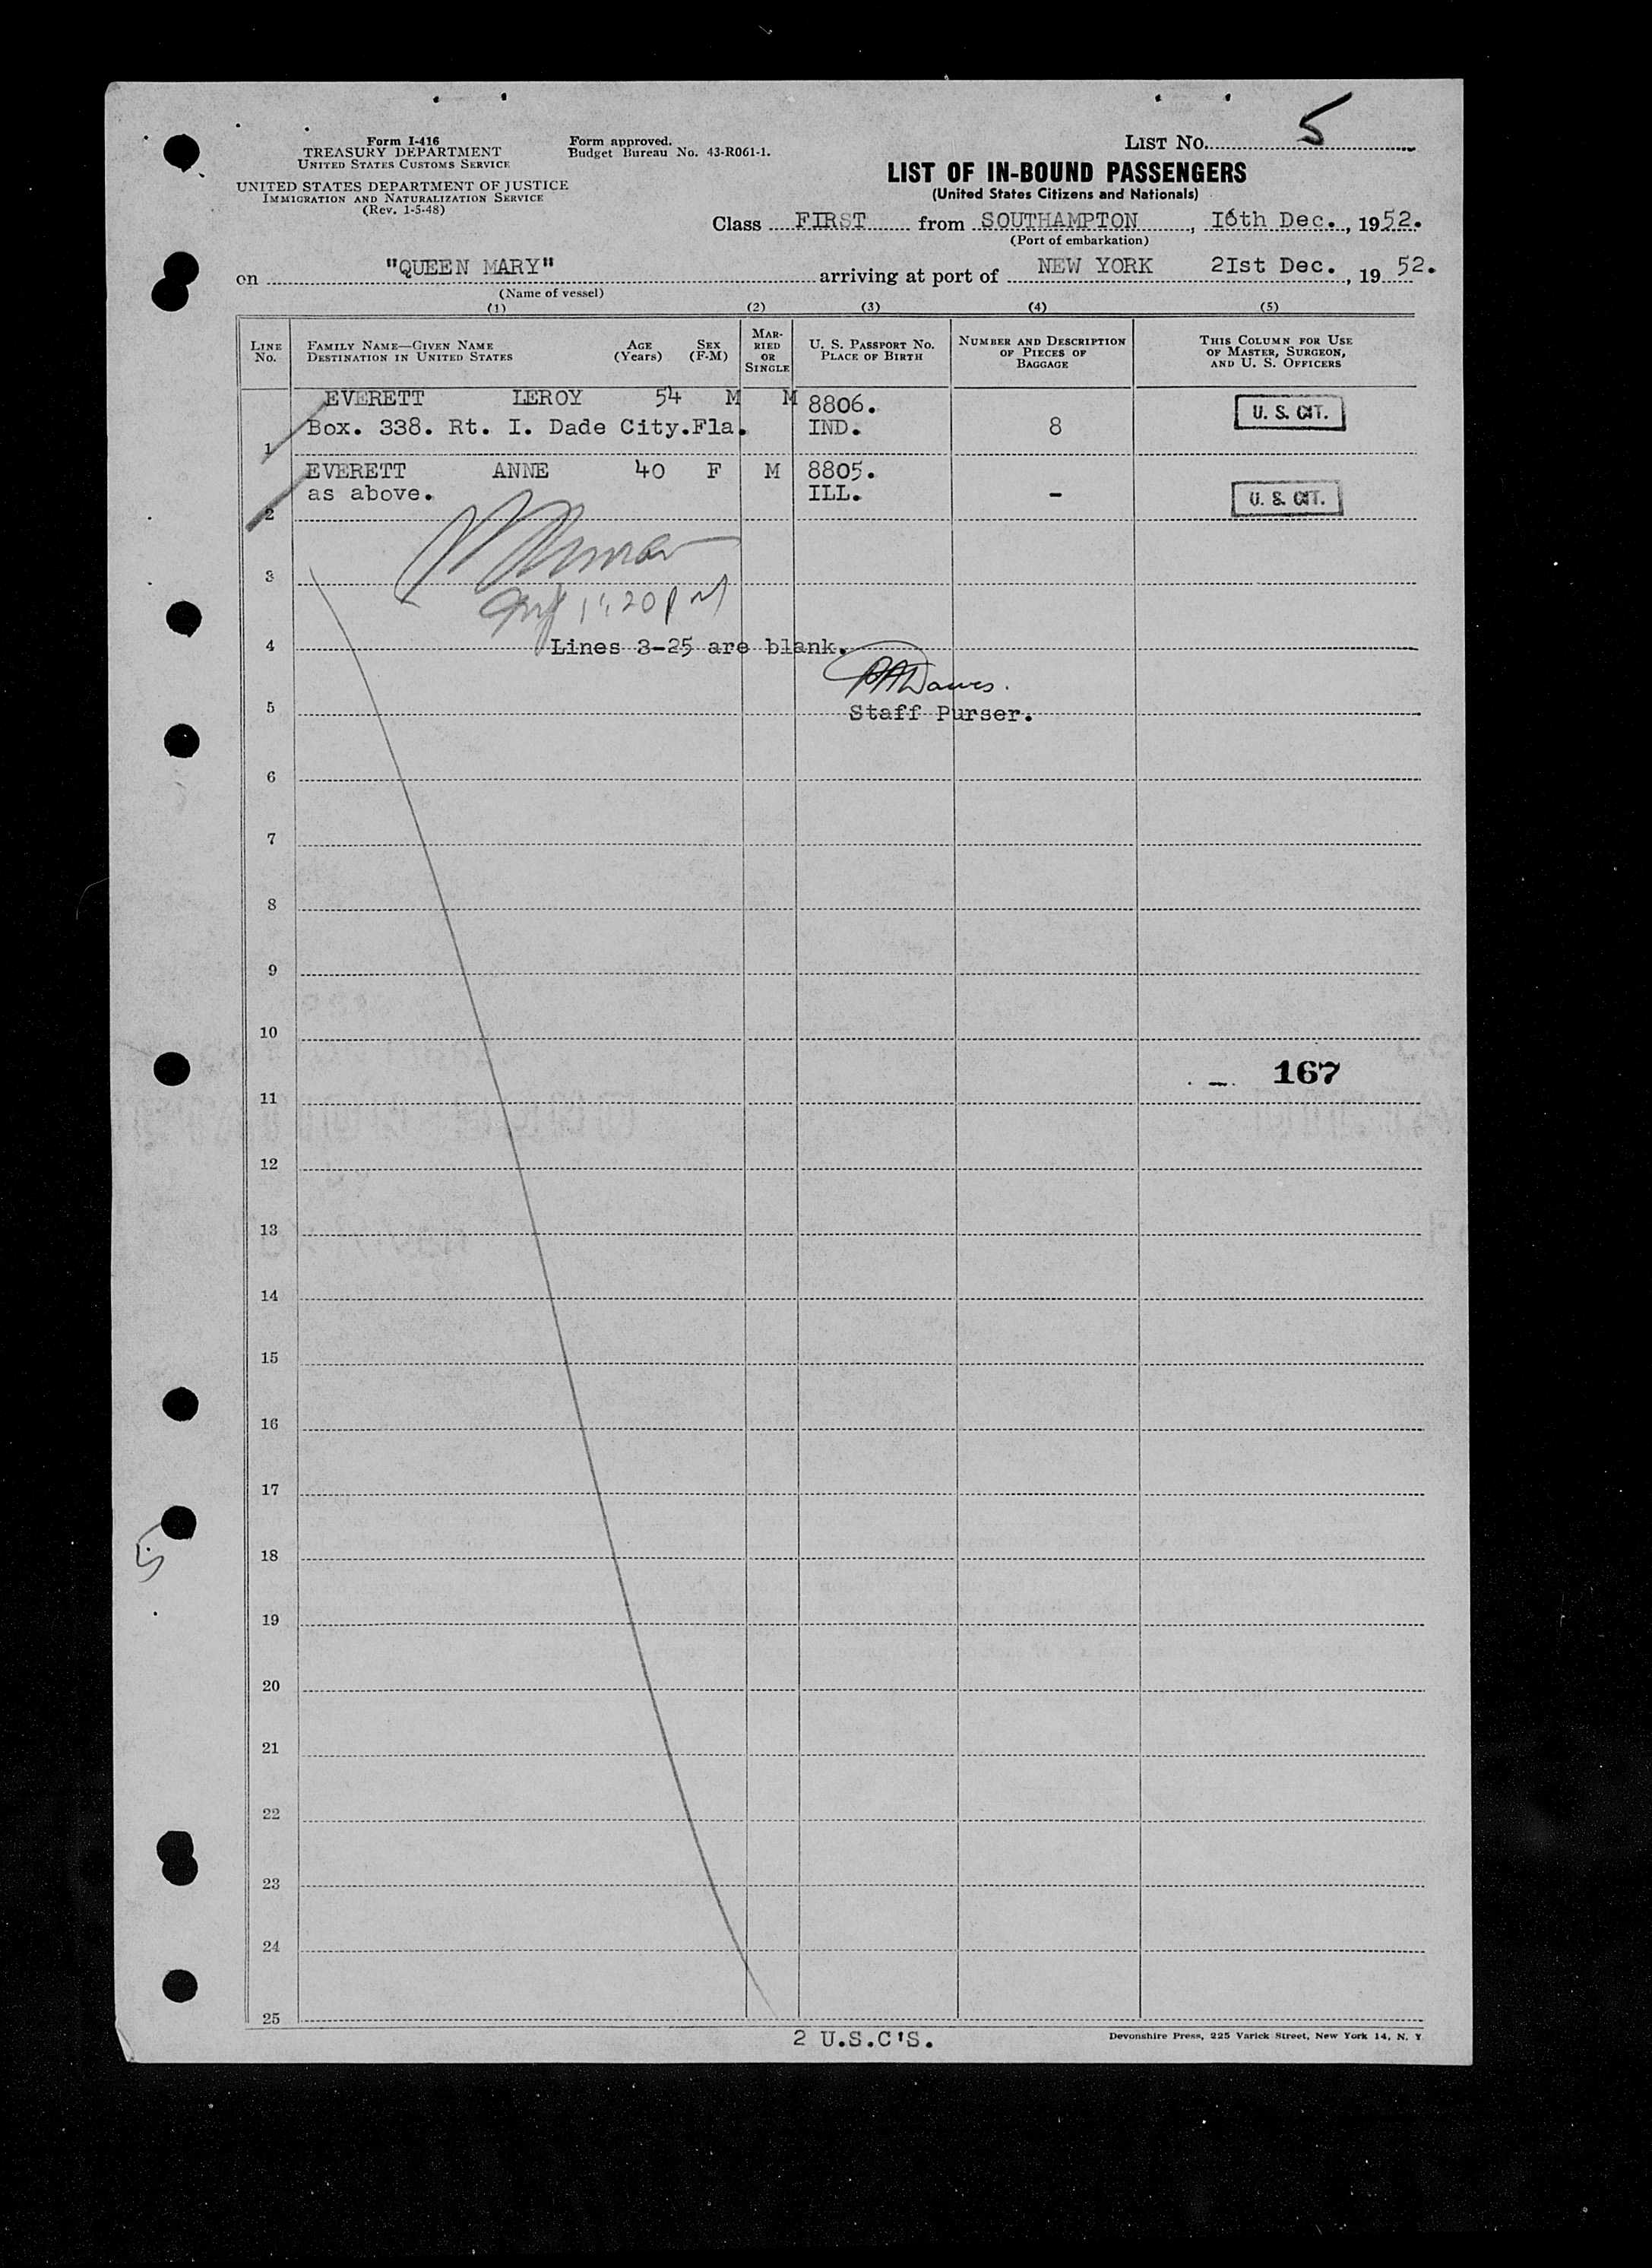 Form I-416
TREASURY DEPARTMENT
UNITED STATES CUSTOMS SERVICE
UNITED STATES DEPARTMENT OF JUSTICE
IMMIGRATION AND NATURALIZATION SERVICE
(Rev. 1-5-48)
Form approved.
Budget Bureau No. 43-R061-1.
LIST No. 5
LIST OF IN-BOUND PASSENGERS
(United States Citizens and Nationals)
Class FIRST from SOUTHAMPTON, I6th Dec., 1952.
(Port of embarkation)
on "QUEEN MARY" arriving at port of NEW YORK 2Ist Dec., 19 52.
(Name of vessel)
(1) (2) (3) (4) (5)
LINE No.
FAMILY NAME—GIVEN NAME
DESTINATION IN UNITED STATES
AGE (Years)
SEX (F-M)
MARRIED OR SINGLE
U. S. PASSPORT No.
PLACE OF BIRTH
NUMBER AND DESCRIPTION OF PIECES OF BAGGAGE
THIS COLUMN FOR USE OF MASTER, SURGEON, AND U. S. OFFICERS
EVERETT LEROY 54 M M 8806. U. S. CIT.
1 Box. 338. Rt. I. Dade City.Fla. IND. 8
EVERETT ANNE 40 F M 8805.
2 as above. ILL. - U. S. CIT.
3
1:20 PM
4 Lines 3-25 are blank.
5 Staff Purser.
6
7
8
9
10
167
11
12
13
14
15
16
17
5
18
19
20
21
22
23
24
25
2 U.S.C'S.
Devonshire Press, 225 Varick Street, New York 14, N. Y.